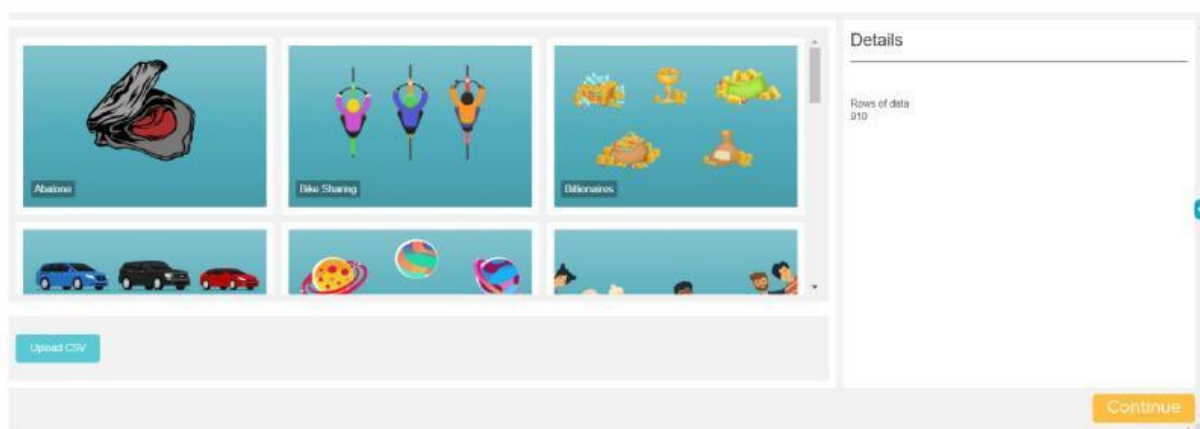 Abalone
Bike Sharing
Billionaires
Upload CSV
Details
Rows of data
910
Continue